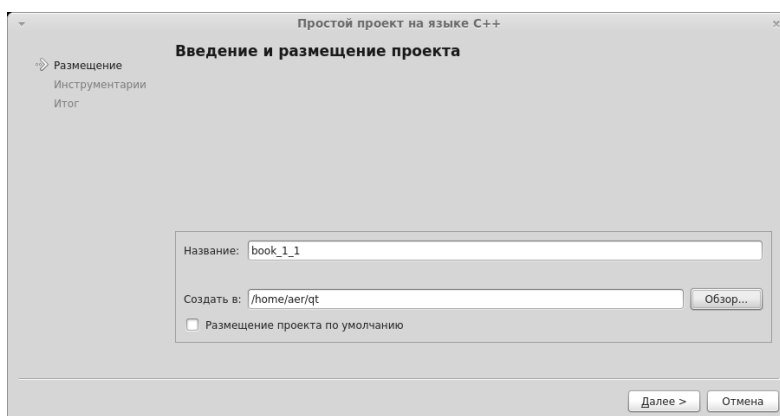 Простой проект на языке C++
Размещение
Инструментарии
Итог
Введение и размещение проекта
Название: book_1_1
Создать в: /home/aer/qt Обзор...
Размещение проекта по умолчанию
Далее > Отмена